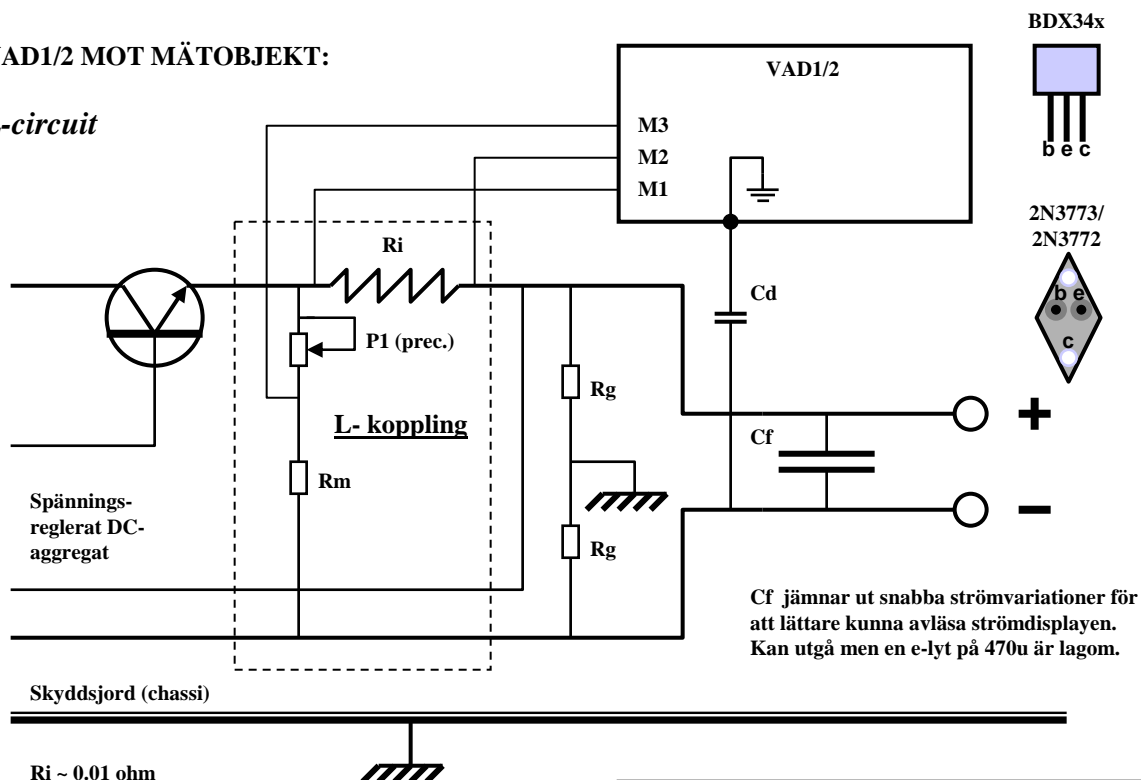 VAD1/2 MOT MÄTOBJEKT:
-circuit
VAD1/2
M3
M2
M1
BDX34x
b e c
2N3773/
2N3772
b e
c
Ri
P1 (prec.)
L- koppling
Rm
Rg
Rg
Cd
Cf
+
−
Spännings-
reglerat DC-
aggregat
Cf jämnar ut snabba strömvariationer för
att lättare kunna avläsa strömdisplayen.
Kan utgå men en e-lyt på 470u är lagom.
Skyddsjord (chassi)
Ri ~ 0.01 ohm